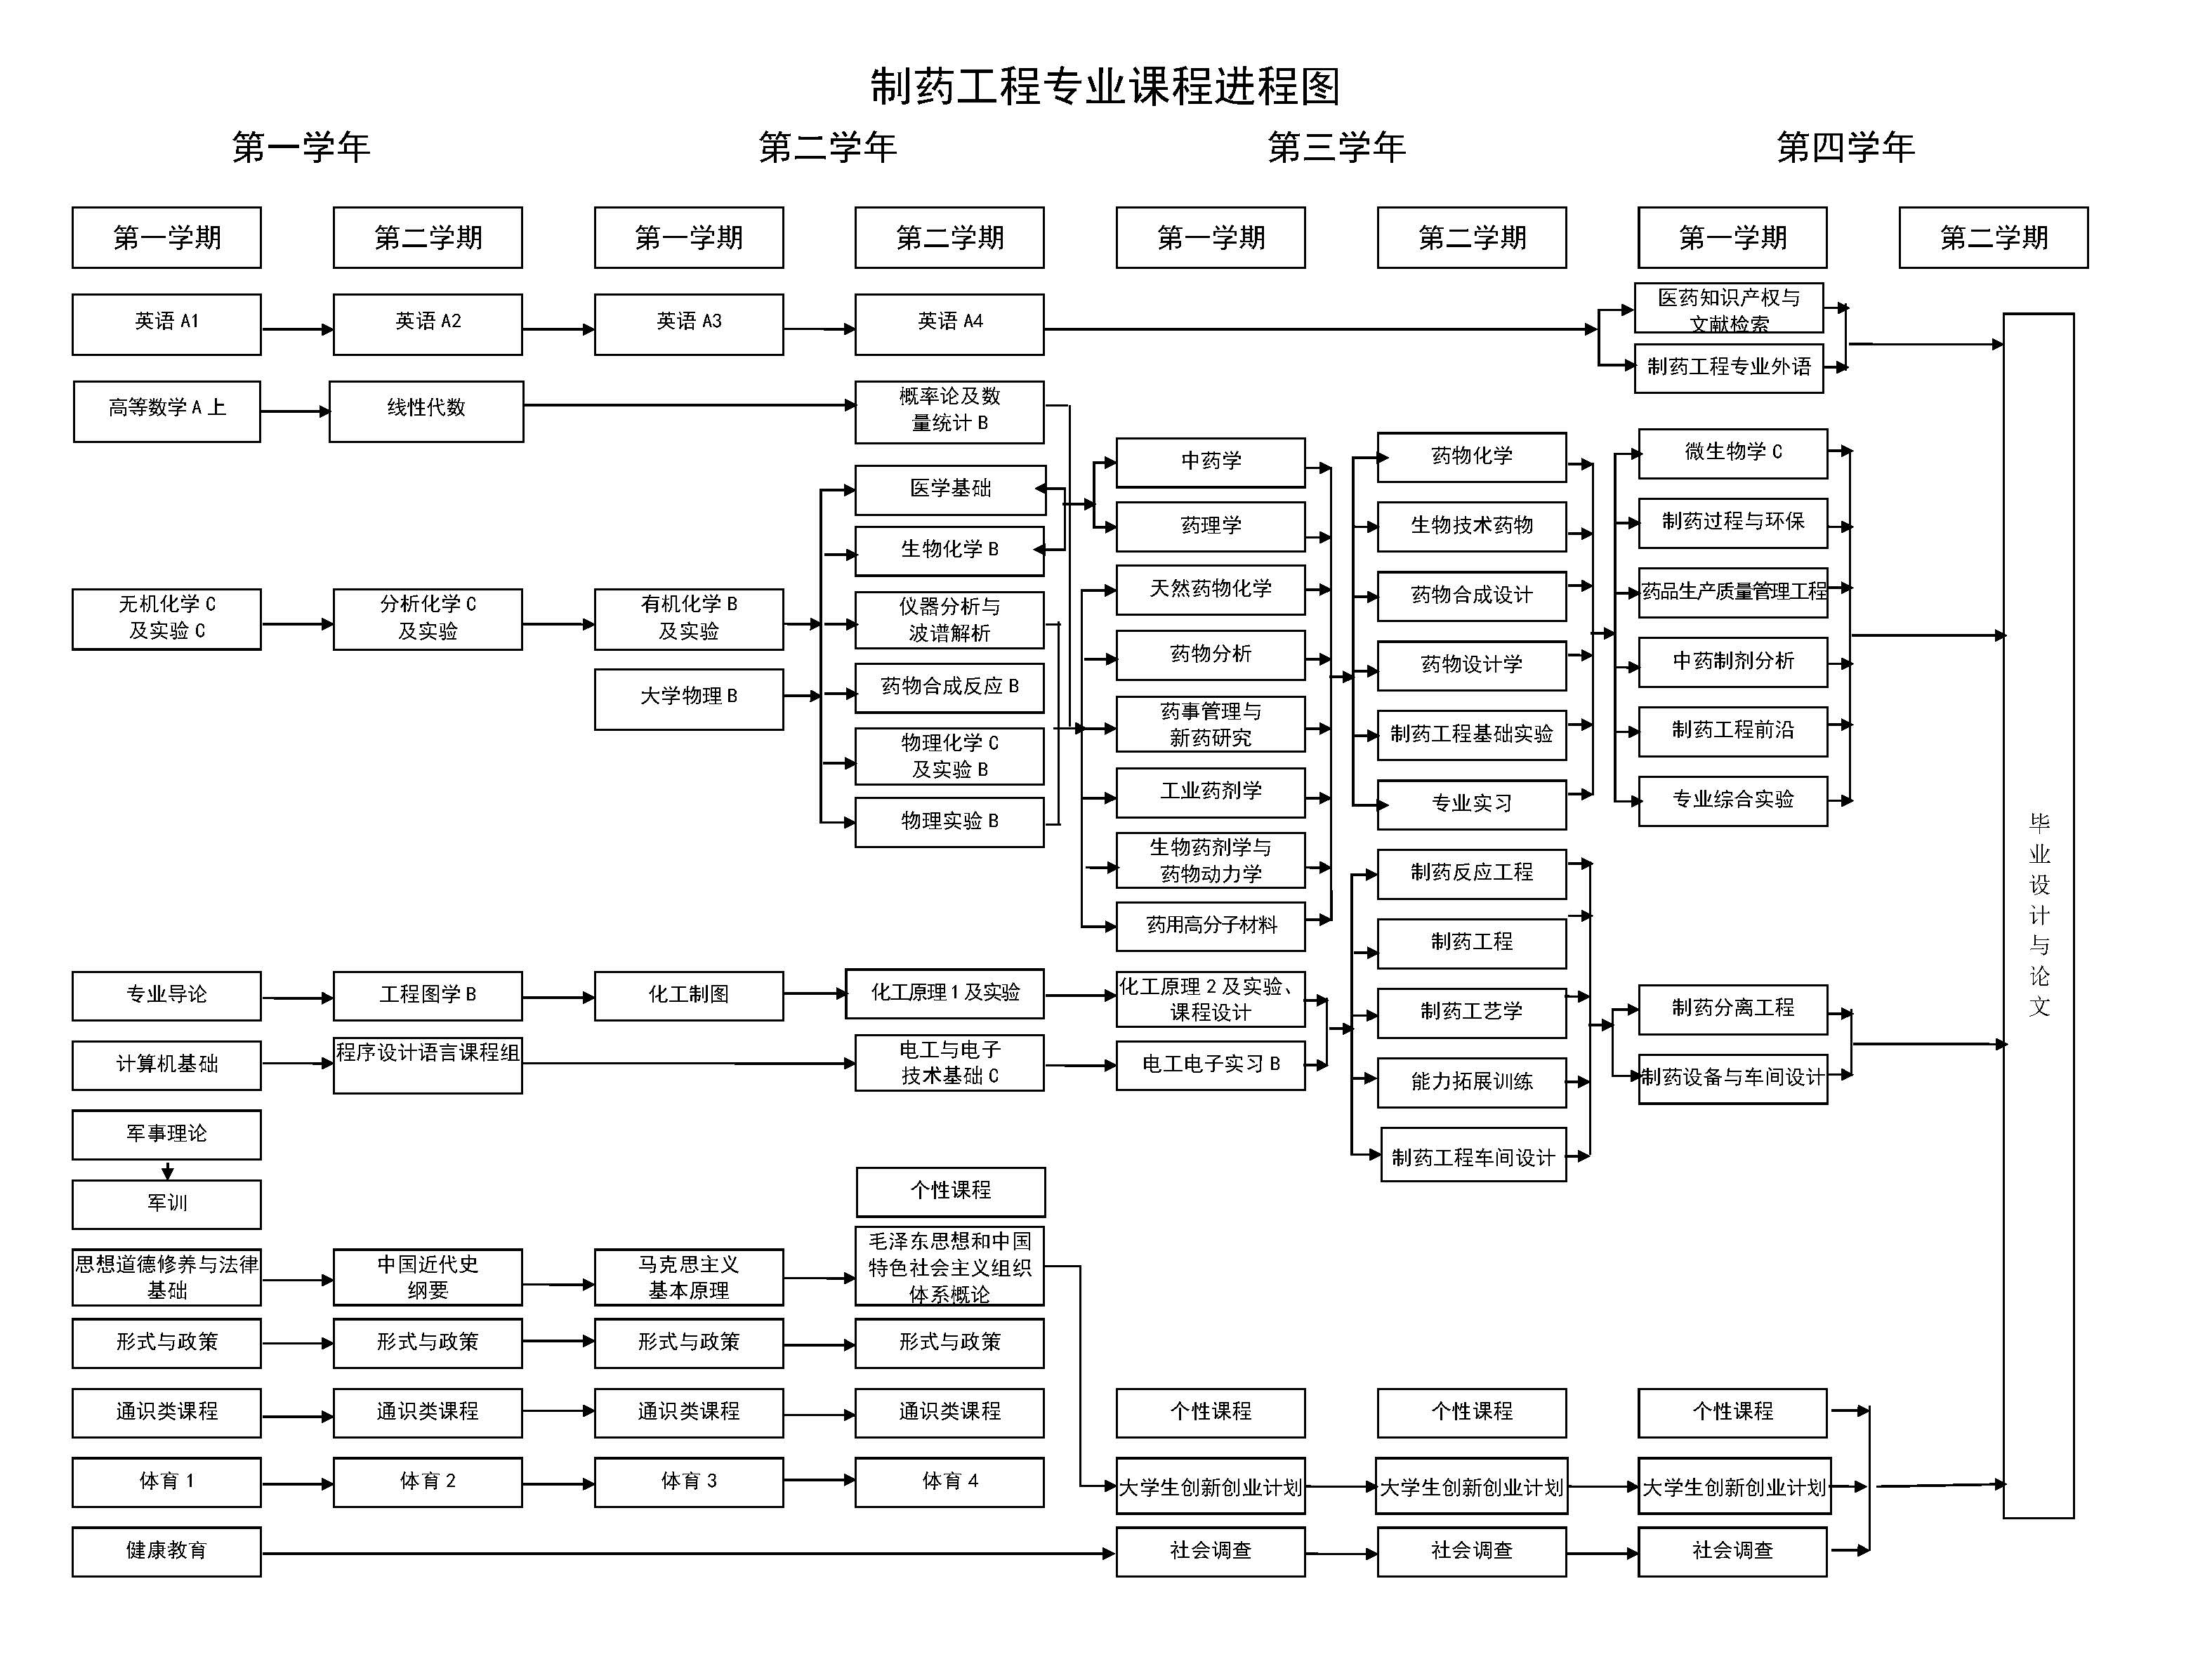 制药工程专业课程进程图
第一学年
第二学年
第三学年
第四学年
第一学期
第二学期
第一学期
第二学期
第一学期
第二学期
第一学期
第二学期
英语 A1
英语 A2
英语 A3
英语 A4
医药知识产权与
文献检索
制药工程专业外语
高等数学 A 上
线性代数
概率论及数
量统计 B
无机化学 C
及实验 C
分析化学 C
及实验
有机化学 B
及实验
大学物理 B
医学基础
生物化学 B
仪器分析与
波谱解析
药物合成反应 B
物理化学 C
及实验 B
物理实验 B
中药学
药理学
天然药物化学
药物分析
药事管理与
新药研究
工业药剂学
生物药剂学与
药物动力学
药用高分子材料
药物化学
生物技术药物
药物合成设计
药物设计学
制药工程基础实验
专业实习
微生物学 C
制药过程与环保
药品生产质量管理工程
中药制剂分析
制药工程前沿
专业综合实验
制药反应工程
制药工程
制药工艺学
能力拓展训练
制药工程车间设计
专业导论
工程图学 B
化工制图
化工原理 1 及实验
化工原理 2 及实验、
课程设计
制药分离工程
计算机基础
程序设计语言课程组
电工与电子
技术基础 C
电工电子实习 B
制药设备与车间设计
军事理论
军训
个性课程
思想道德修养与法律
基础
中国近代史
纲要
马克思主义
基本原理
毛泽东思想和中国
特色社会主义组织
体系概论
形式与政策
形式与政策
形式与政策
形式与政策
通识类课程
通识类课程
通识类课程
通识类课程
个性课程
个性课程
个性课程
体育 1
体育 2
体育 3
体育 4
大学生创新创业计划
大学生创新创业计划
大学生创新创业计划
健康教育
社会调查
社会调查
社会调查
毕业设计与论文